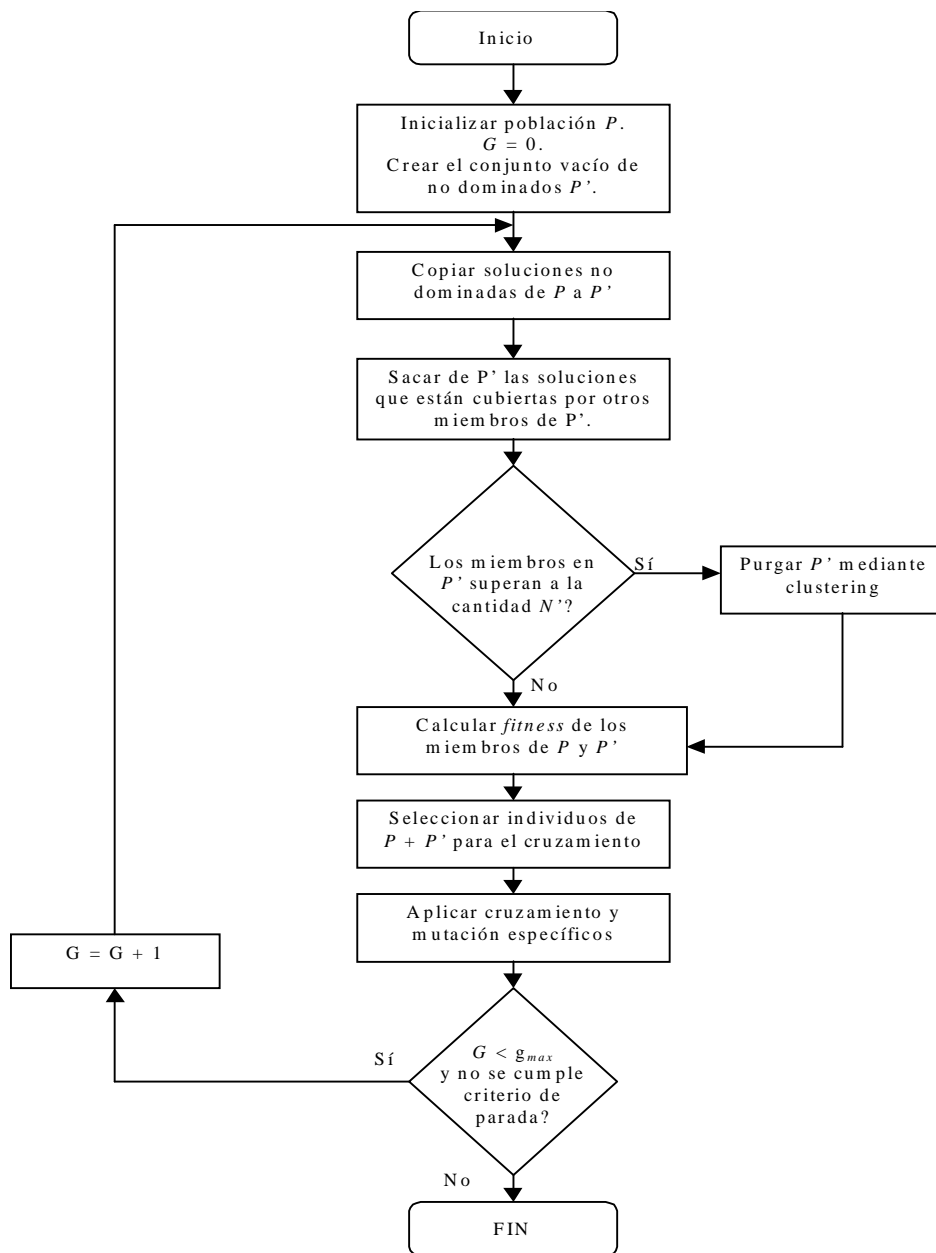 Inicio
Inicializar población P.
G = 0.
Crear el conjunto vacío de
no dominados P’.
Copiar soluciones no
dominadas de P a P’
Sacar de P’ las soluciones
que están cubiertas por otros
miembros de P’.
Los miembros en
P’ superan a la
cantidad N’?
Sí
Purgar P’ mediante
clustering
No
Calcular fitness de los
miembros de P y P’
Seleccionar individuos de
P + P’ para el cruzamiento
Aplicar cruzamiento y
mutación específicos
G = G + 1
Sí
G < gmax
y no se cumple
criterio de
parada?
No
FIN